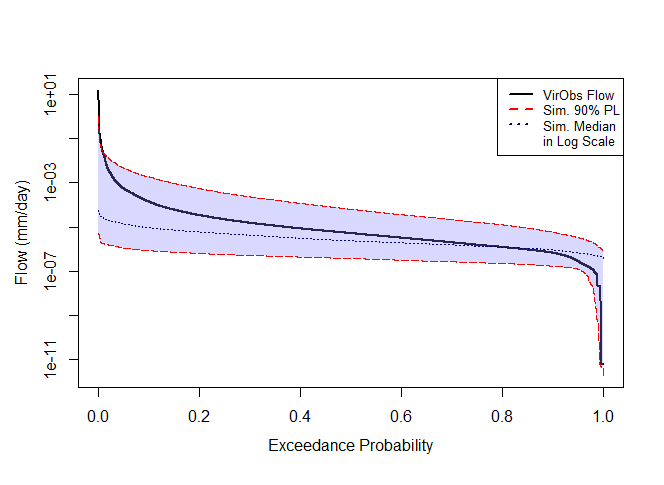 VirObs Flow
Sim. 90% PL
Sim. Median
in Log Scale
1e+01
1e-03
1e-07
1e-11
Flow (mm/day)
0.0 0.2 0.4 0.6 0.8 1.0
Exceedance Probability